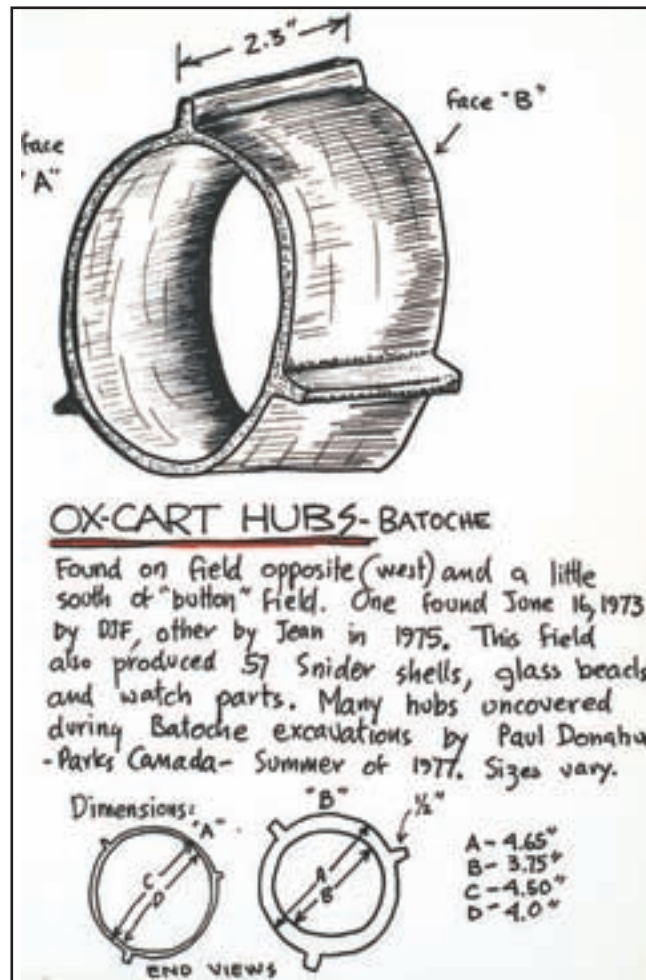 2.3"
face "B"
face
"A"
OX-CART HUBS - BATOCHE
Found on field opposite (west) and a little
south of "button" field. One found June 16, 1973
by DJF, other by Jean in 1975. This field
also produced 57 Snider shells, glass beads
and watch parts. Many hubs uncovered
during Batoche excavations by Paul Donahu
-Parks Canada- Summer of 1977. Sizes vary.
Dimensions:
"A"
C
D
"B"
1/2"
A
B
A - 4.65"
B - 3.75"
C - 4.50"
D - 4.0"
END VIEWS